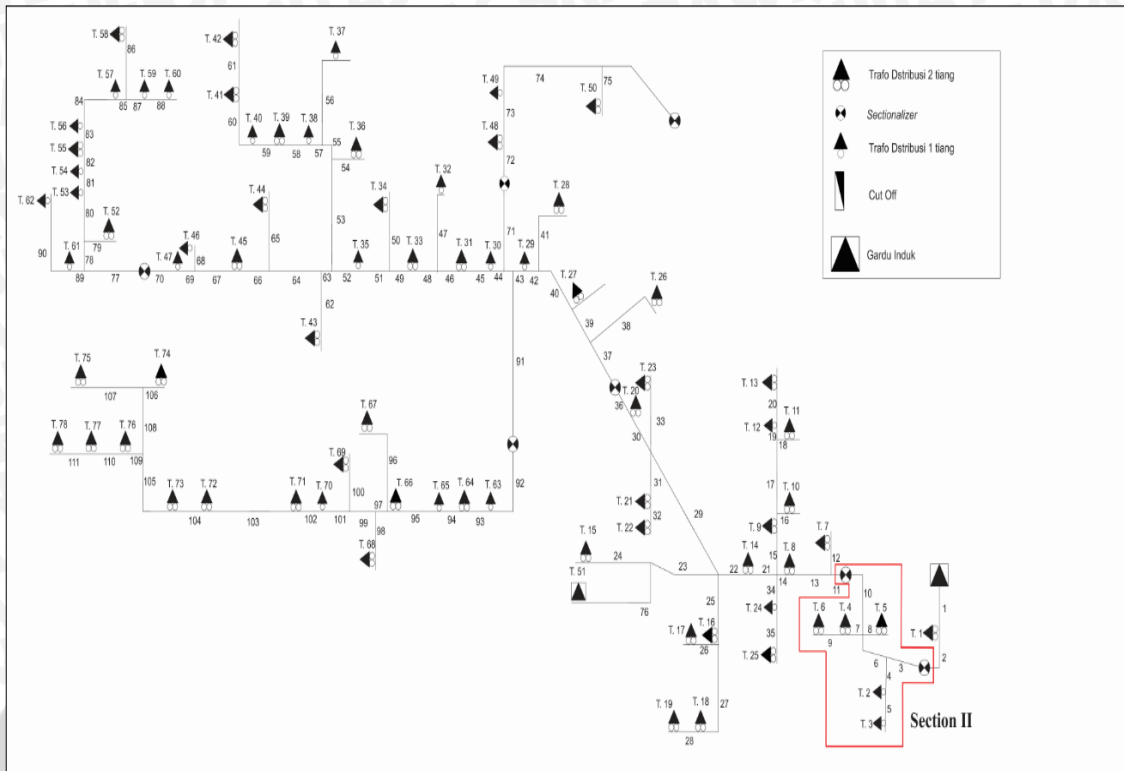 T. 58
86
T. 57
T. 59
T. 60
84
85
87
88
T. 56
83
T. 55
82
T. 54
81
T. 53
80
T. 52
79
T. 62
90
T. 61
89
78
77
70
T. 47
T. 46
69
68
67
T. 45
66
T. 44
65
64
T. 42
61
T. 41
60
T. 40
T. 39
T. 38
59
58
57
T. 37
56
55
T. 36
54
53
63
62
T. 43
T. 35
52
51
T. 34
50
T. 33
49
48
T. 32
47
T. 31
46
T. 30
45
44
T. 29
43
42
T. 49
73
74
T. 50
75
T. 48
72
71
T. 28
41
40
T. 27
39
T. 26
38
37
36
T. 20
T. 23
33
30
31
T. 21
32
T. 22
29
91
92
T. 75
T. 74
107
106
108
T. 78
T. 77
T. 76
111
110
109
105
T. 73
T. 72
104
103
T. 71
T. 70
102
101
T. 69
100
T. 67
96
97
99
98
T. 68
T. 66
95
T. 65
T. 64
T. 63
94
93
T. 13
20
T. 12
19
T. 11
18
17
T. 10
16
T. 9
15
T. 8
T. 7
12
T. 14
22
21
14
13
11
10
T. 15
24
23
T. 51
76
25
T. 17
T. 16
26
27
T. 19
T. 18
28
34
T. 24
35
T. 25
T. 6
T. 4
T. 5
9
7
8
6
3
4
T. 2
5
T. 3
T. 1
1
2
Section II
Trafo Dstribusi 2 tiang
Sectionalizer
Trafo Distribusi 1 tiang
Cut Off
Gardu Induk